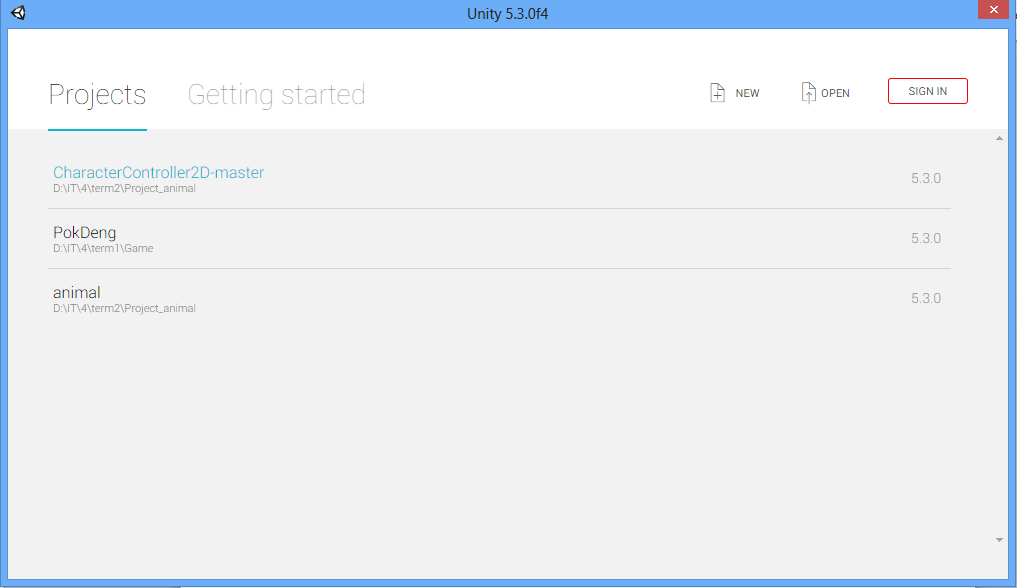 Unity 5.3.0f4
Projects
Getting started
NEW
OPEN
SIGN IN
CharacterController2D-master
5.3.0
D:\IT\4\term2\Project_animal
PokDeng
5.3.0
D:\IT\4\term1\Game
animal
5.3.0
D:\IT\4\term2\Project_animal